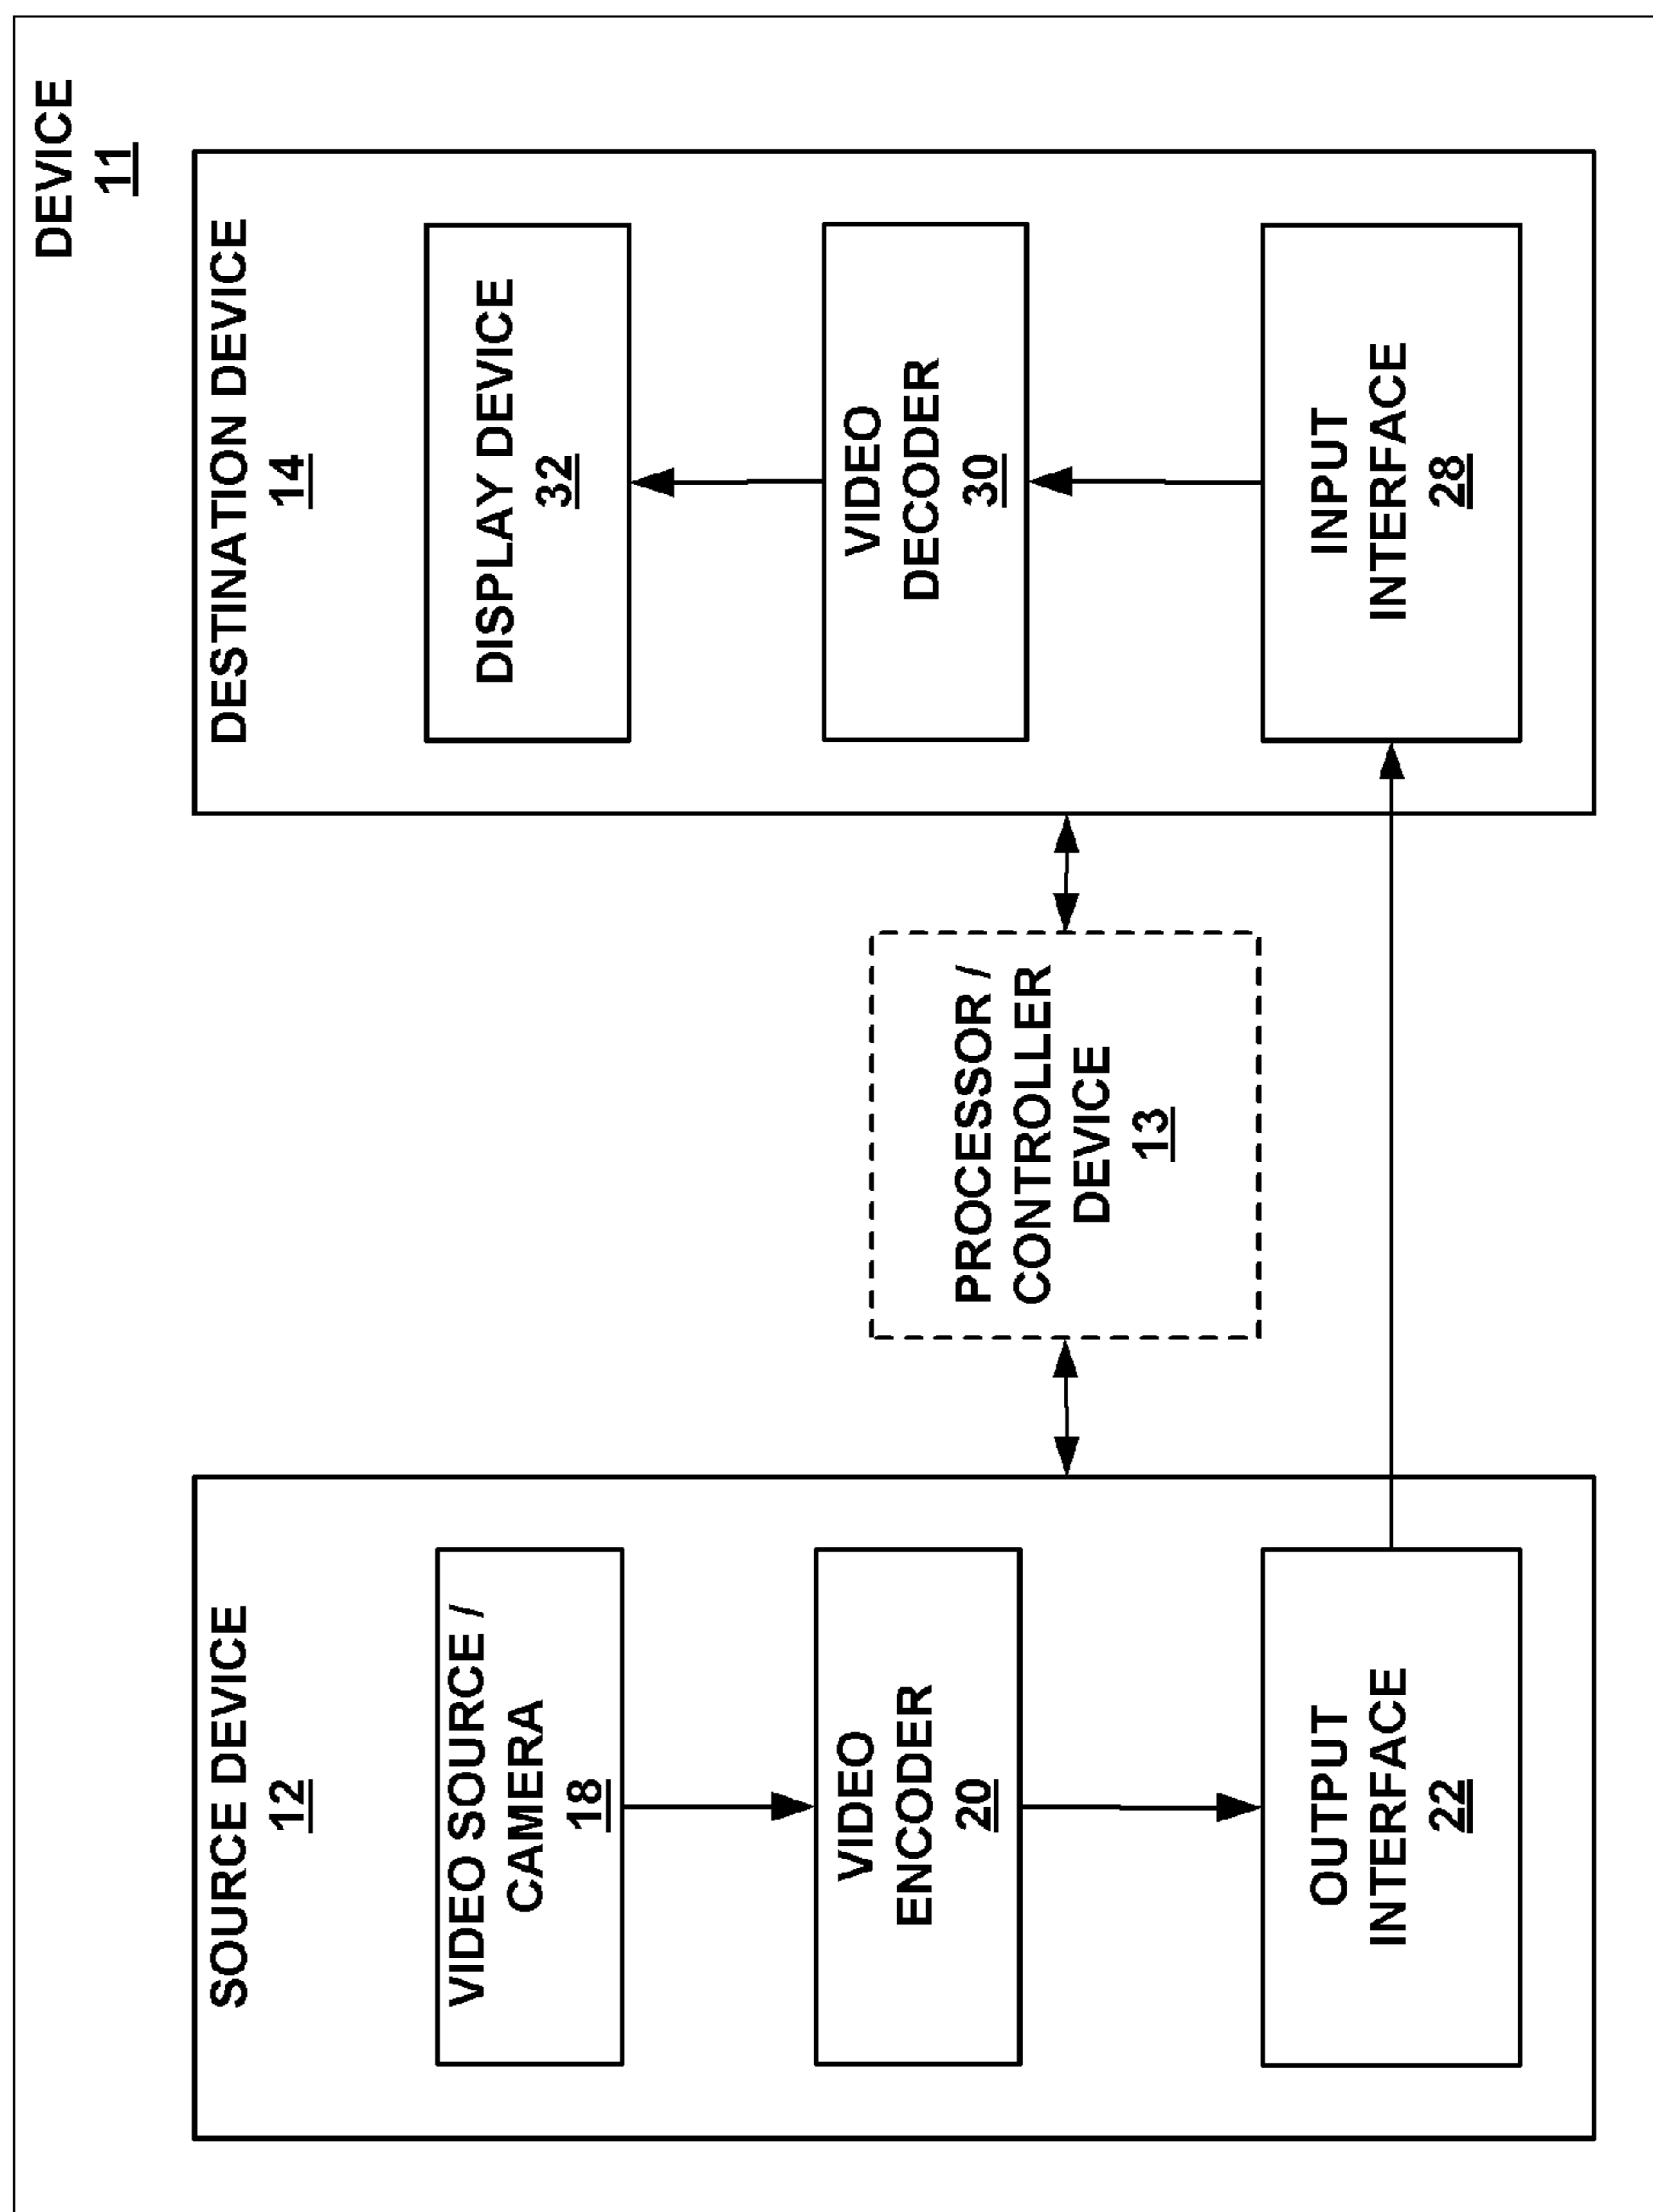 DEVICE
11
SOURCE DEVICE
12
VIDEO SOURCE /
CAMERA
18
VIDEO
ENCODER
20
OUTPUT
INTERFACE
22
PROCESSOR /
CONTROLLER
DEVICE
13
DESTINATION DEVICE
14
DISPLAY DEVICE
32
VIDEO
DECODER
30
INPUT
INTERFACE
28